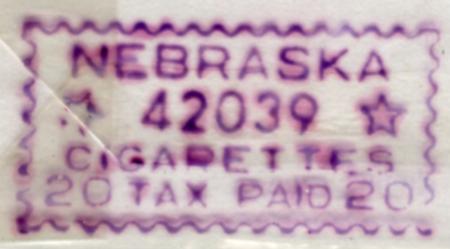 NEBRASKA
42039
CIGARETTES
20 TAX PAID 20